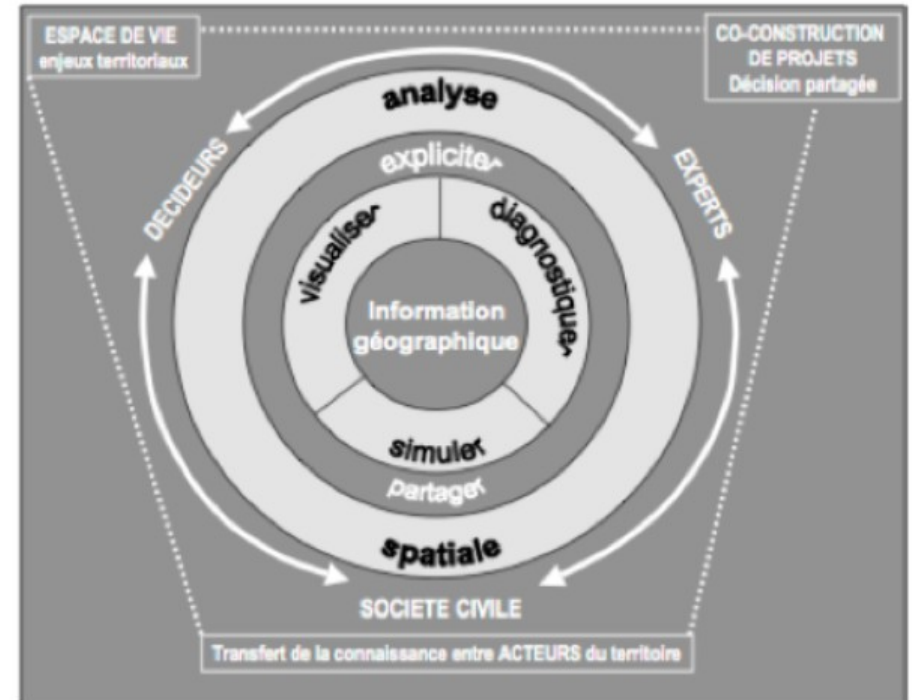 ESPACE DE VIE
enjeux territoriaux
CO-CONSTRUCTION
DE PROJETS
Décision partagée
analyse
expliciter
DECIDEURS
EXPERTS
visualiser
diagnostiquer
Information
géographique
simuler
partager
spatiale
SOCIETE CIVILE
Transfert de la connaissance entre ACTEURS du territoire